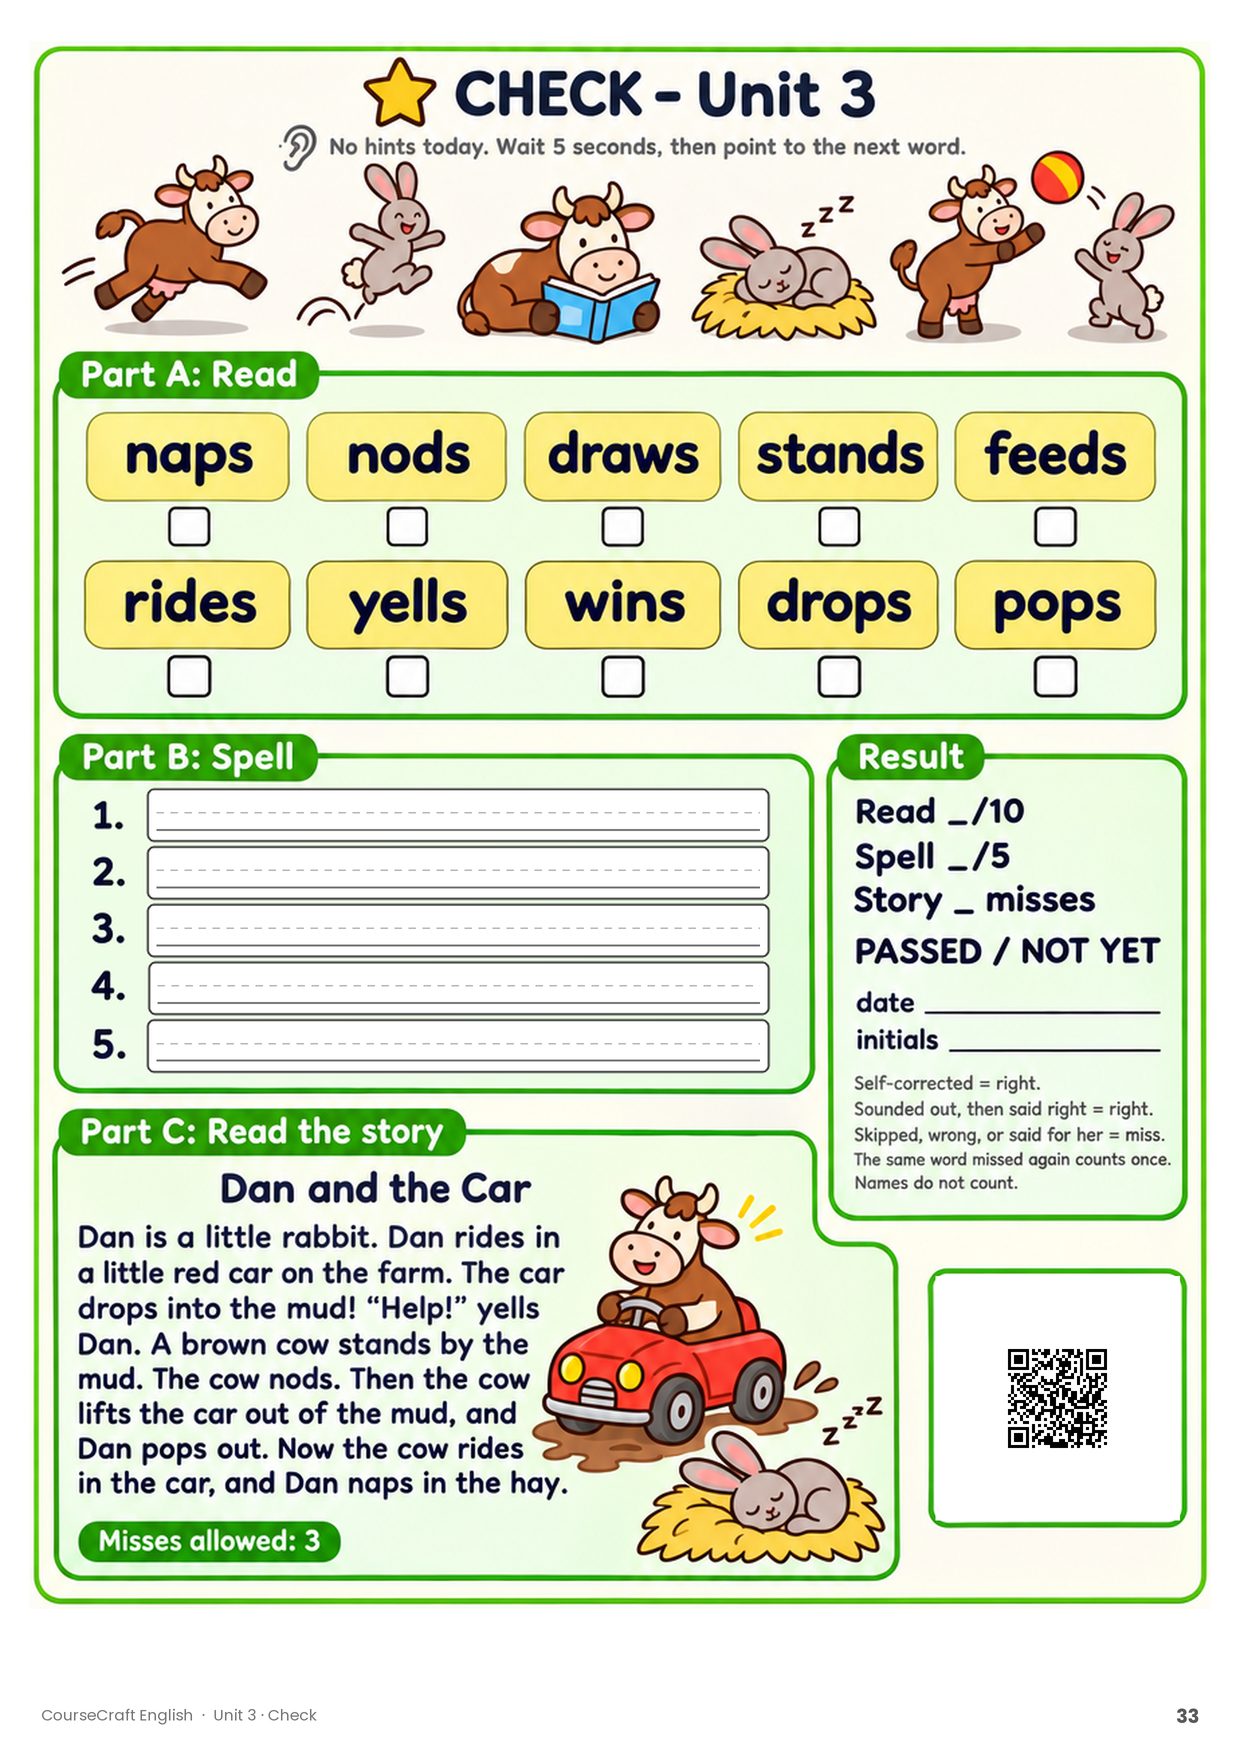 CHECK - Unit 3
No hints today. Wait 5 seconds, then point to the next word.
z z z
Part A: Read
naps nods draws stands feeds
rides yells wins drops pops
Part B: Spell
1.
2.
3.
4.
5.
Result
Read _/10
Spell _/5
Story _ misses
PASSED / NOT YET
date
initials
Self-corrected = right.
Sounded out, then said right = right.
Skipped, wrong, or said for her = miss.
The same word missed again counts once.
Names do not count.
Part C: Read the story
Dan and the Car
Dan is a little rabbit. Dan rides in
a little red car on the farm. The car
drops into the mud! “Help!” yells
Dan. A brown cow stands by the
mud. The cow nods. Then the cow
lifts the car out of the mud, and
Dan pops out. Now the cow rides
in the car, and Dan naps in the hay.
z z z z
Misses allowed: 3
CourseCraft English · Unit 3 · Check
33